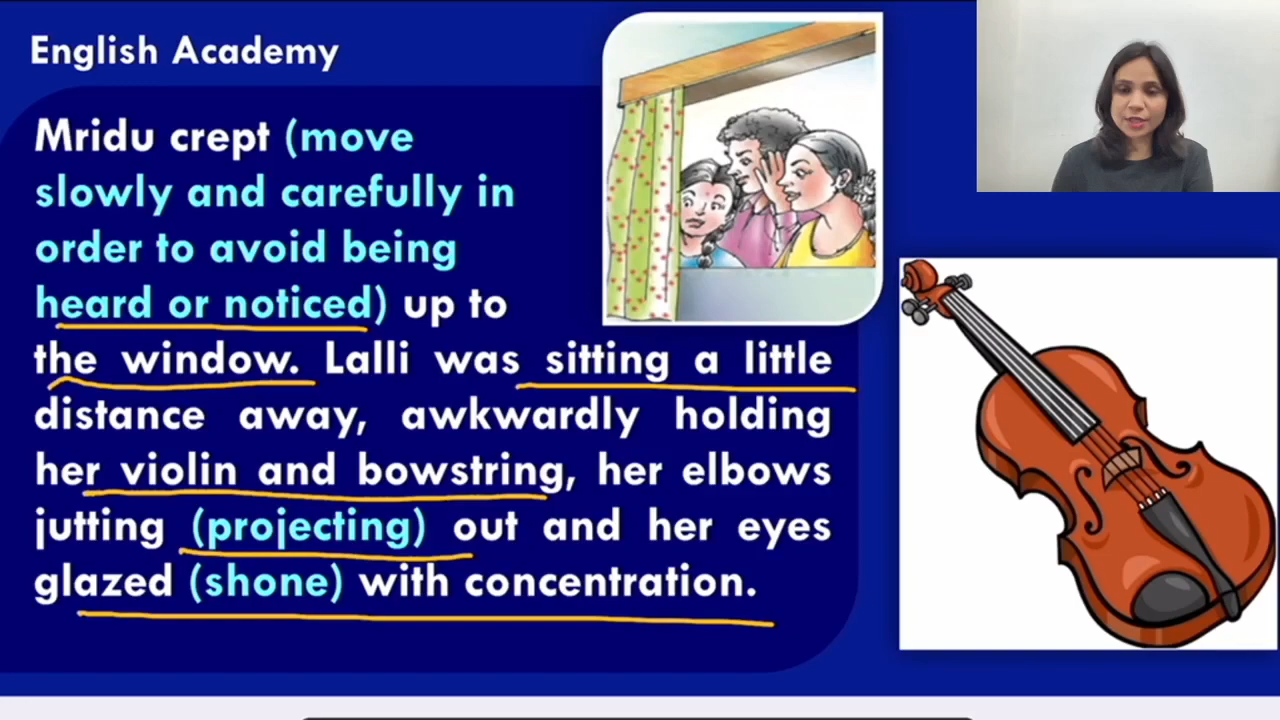 English Academy
Mridu crept (move
slowly and carefully in
order to avoid being
heard or noticed) up to
the window. Lalli was sitting a little
distance away, awkwardly holding
her violin and bowstring, her elbows
jutting (projecting) out and her eyes
glazed (shone) with concentration.